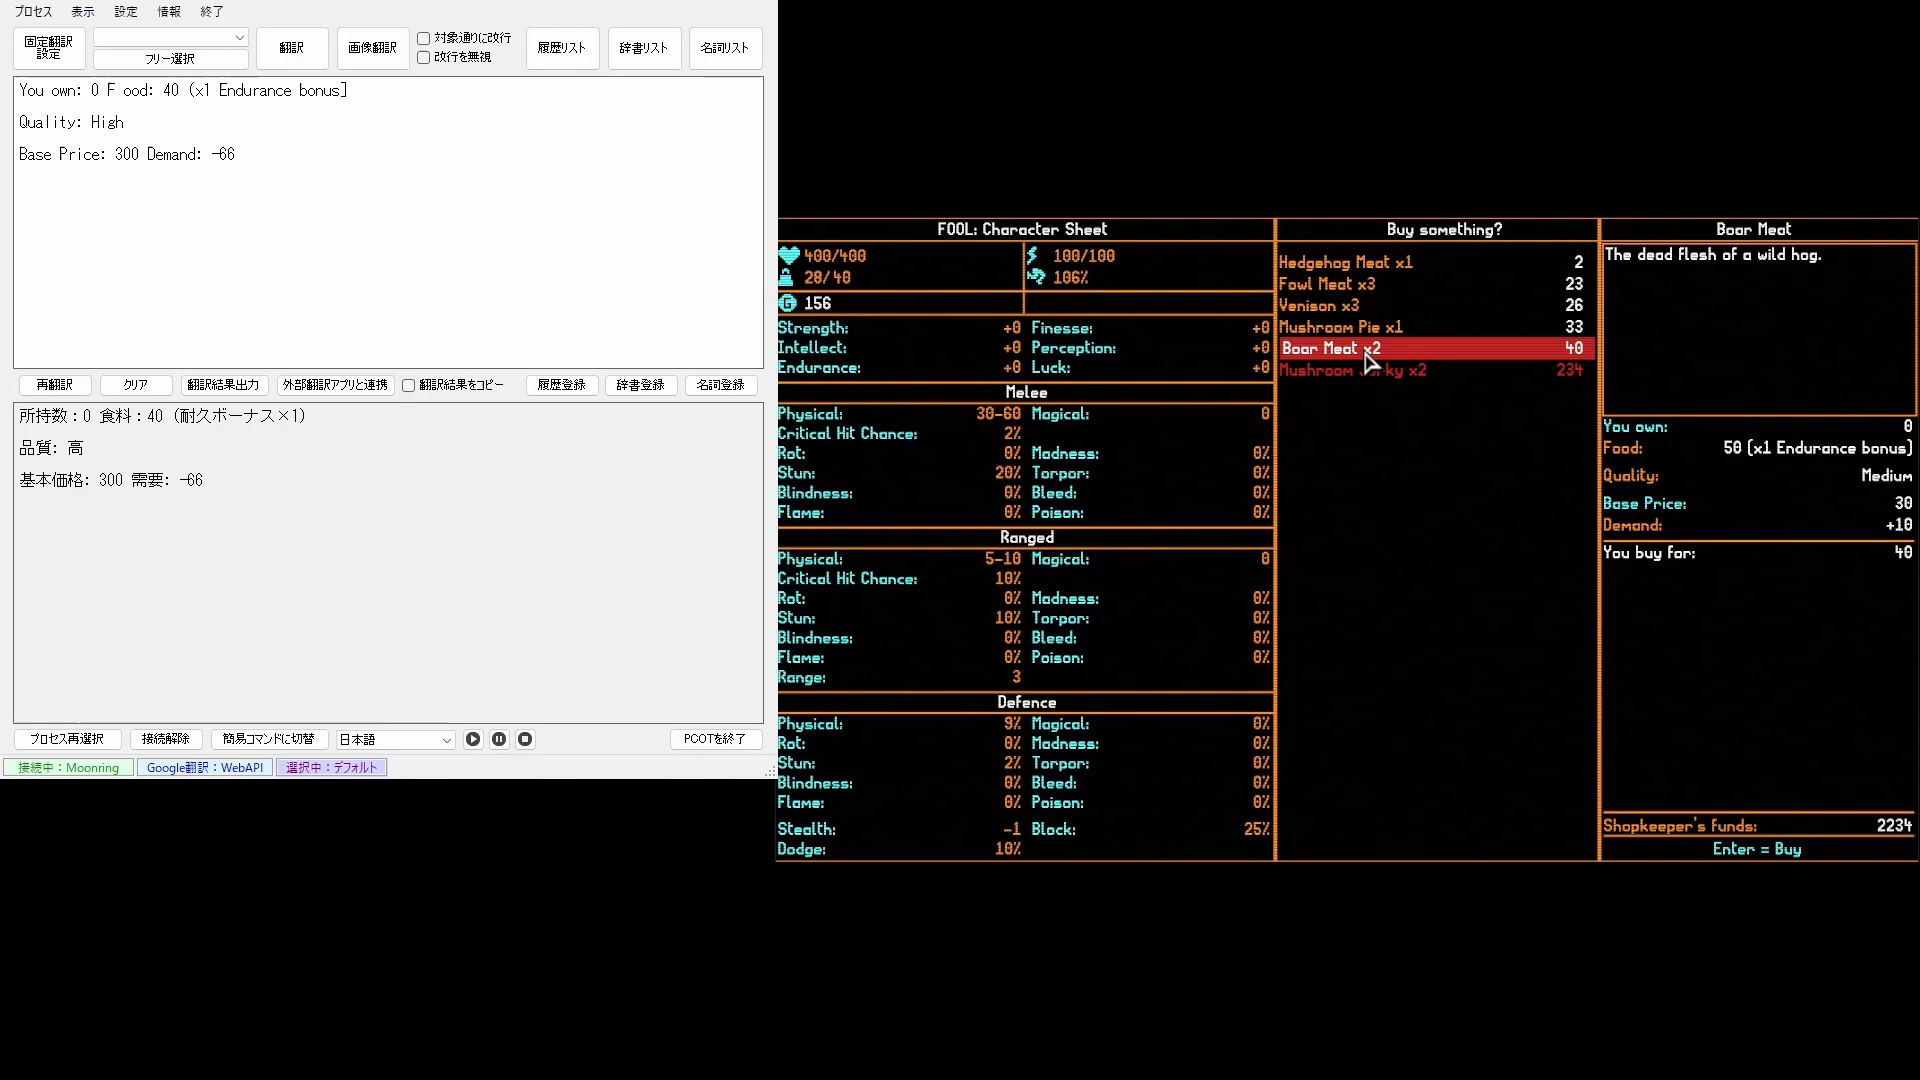 プロセス 表示 設定 情報 終了
固定翻訳
設定
フリー選択
翻訳
画像翻訳
対象通りに改行
改行を無視
履歴リスト
辞書リスト
名詞リスト
You own: 0 F ood: 40 (x1 Endurance bonus]
Quality: High
Base Price: 300 Demand: -66
再翻訳
クリア
翻訳結果出力
外部翻訳アプリと連携
翻訳結果をコピー
履歴登録
辞書登録
名詞登録
所持数：0 食料：40 (耐久ボーナス×1)
品質: 高
基本価格: 300 需要: -66
プロセス再選択
接続解除
簡易コマンドに切替
日本語
PCOTを終了
接続中：Moonring
Google翻訳：WebAPI
選択中：デフォルト
FOOL: Character Sheet
400/400 100/100
28/40 106%
G 156
Strength: +0 Finesse: +0
Intellect: +0 Perception: +0
Endurance: +0 Luck: +0
Melee
Physical: 30-60 Magical: 0
Critical Hit Chance: 2%
Rot: 0% Madness: 0%
Stun: 20% Torpor: 0%
Blindness: 0% Bleed: 0%
Flame: 0% Poison: 0%
Ranged
Physical: 5-10 Magical: 0
Critical Hit Chance: 10%
Rot: 0% Madness: 0%
Stun: 10% Torpor: 0%
Blindness: 0% Bleed: 0%
Flame: 0% Poison: 0%
Range: 3
Defence
Physical: 9% Magical: 0%
Rot: 0% Madness: 0%
Stun: 2% Torpor: 0%
Blindness: 0% Bleed: 0%
Flame: 0% Poison: 0%
Stealth: -1 Block: 25%
Dodge: 10%
Buy something?
Hedgehog Meat x1 2
Fowl Meat x3 23
Venison x3 26
Mushroom Pie x1 33
Boar Meat x2 40
Mushroom x2 234
Boar Meat
The dead flesh of a wild hog.
You own: 0
Food: 50 (x1 Endurance bonus)
Quality: Medium
Base Price: 30
Demand: +10
You buy for: 40
Shopkeeper's funds: 2234
Enter = Buy